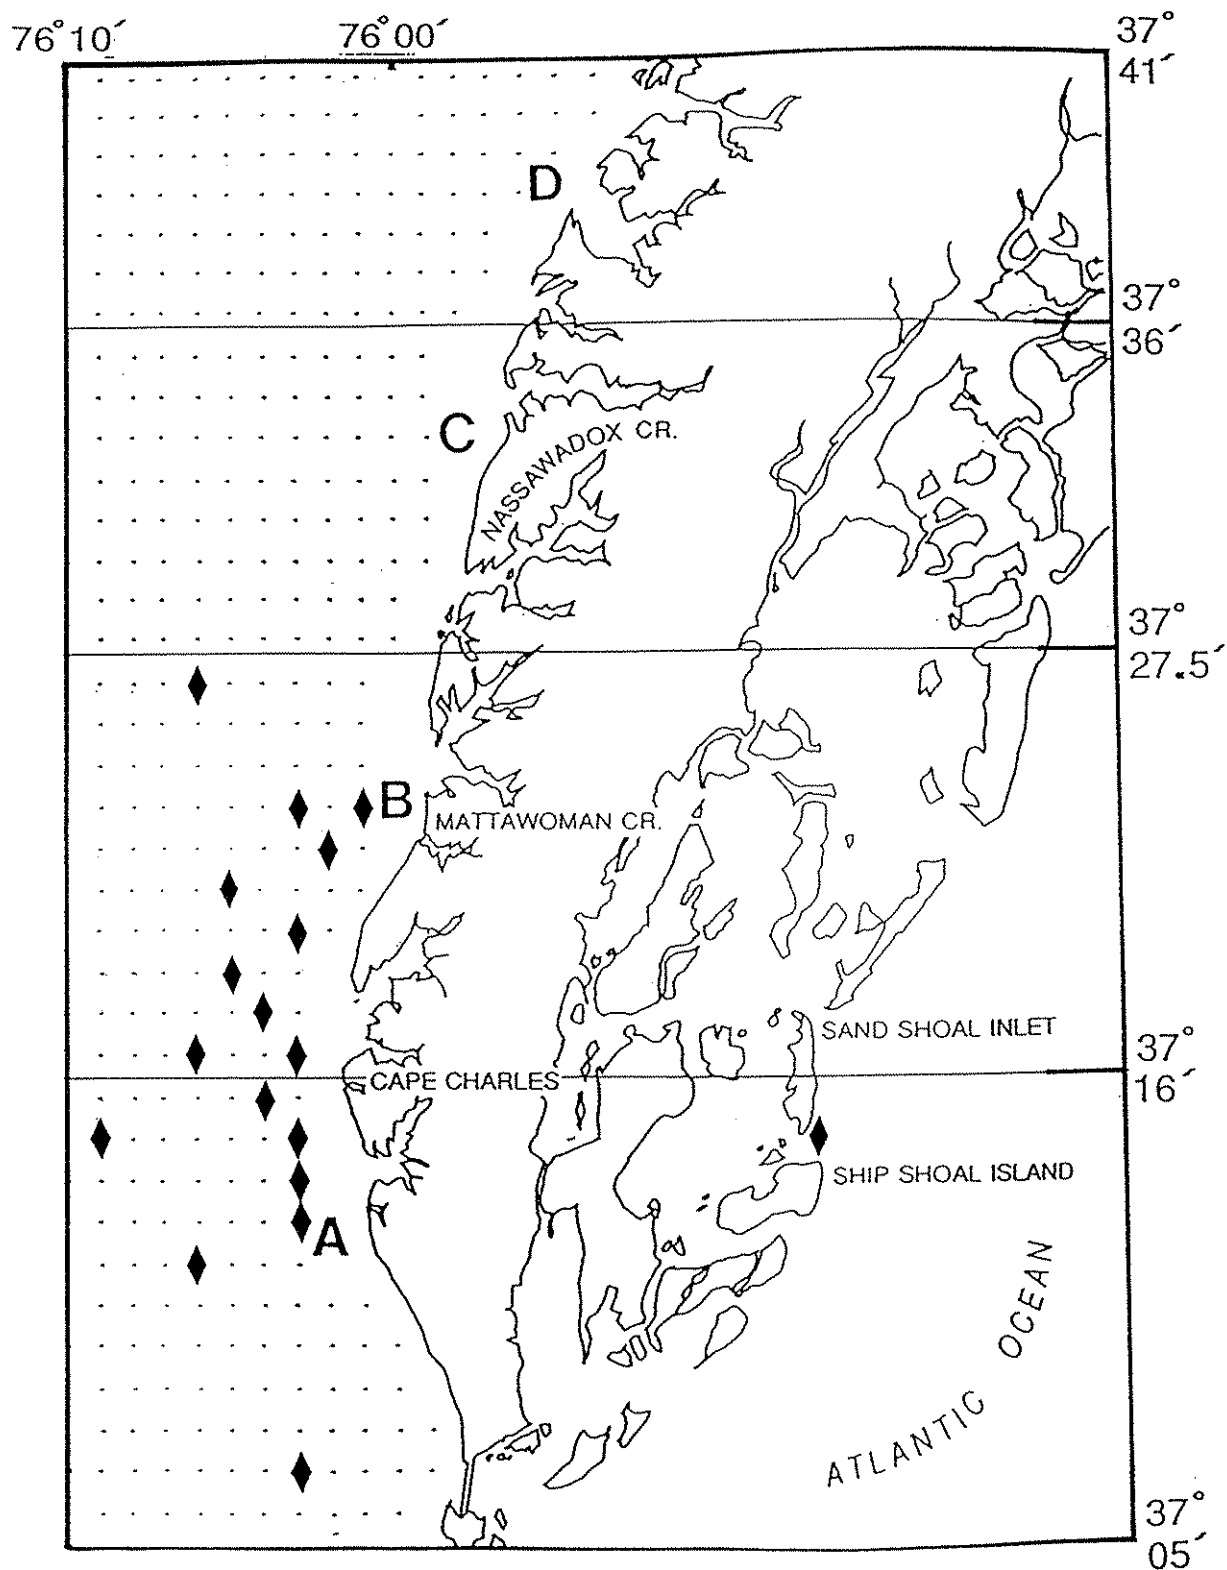 76°10′
76°00′
37°
41′
D
37°
36′
C
NASSAWADOX CR.
37°
27.5′
B
MATTAWOMAN CR.
SAND SHOAL INLET
37°
16′
CAPE CHARLES
SHIP SHOAL ISLAND
A
ATLANTIC OCEAN
37°
05′